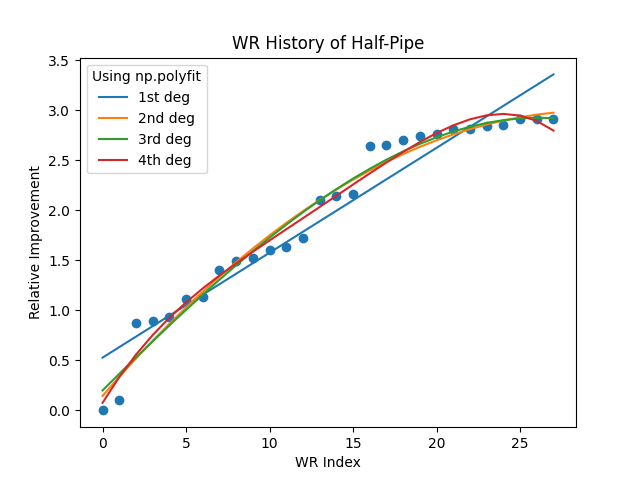 WR History of Half-Pipe
Using np.polyfit
1st deg
2nd deg
3rd deg
4th deg
Relative Improvement
3.5
3.0
2.5
2.0
1.5
1.0
0.5
0.0
0 5 10 15 20 25
WR Index